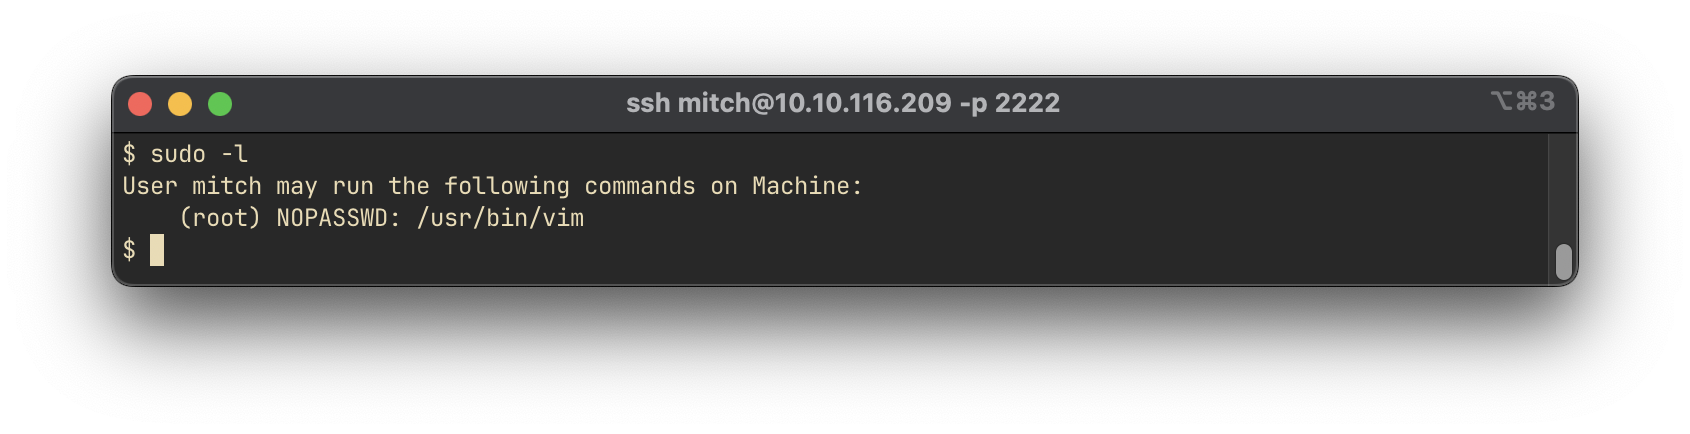 ssh mitch@10.10.116.209 -p 2222
⌥⌘3
$ sudo -l
User mitch may run the following commands on Machine:
    (root) NOPASSWD: /usr/bin/vim
$